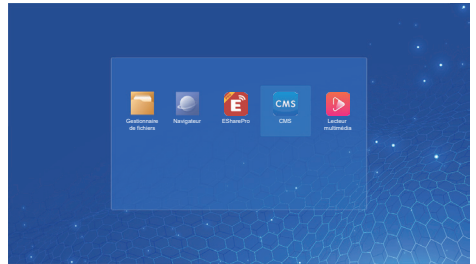 CMS
Gestionnaire de fichiers
Navigateur
ESharePro
CMS
Lecteur multimédia